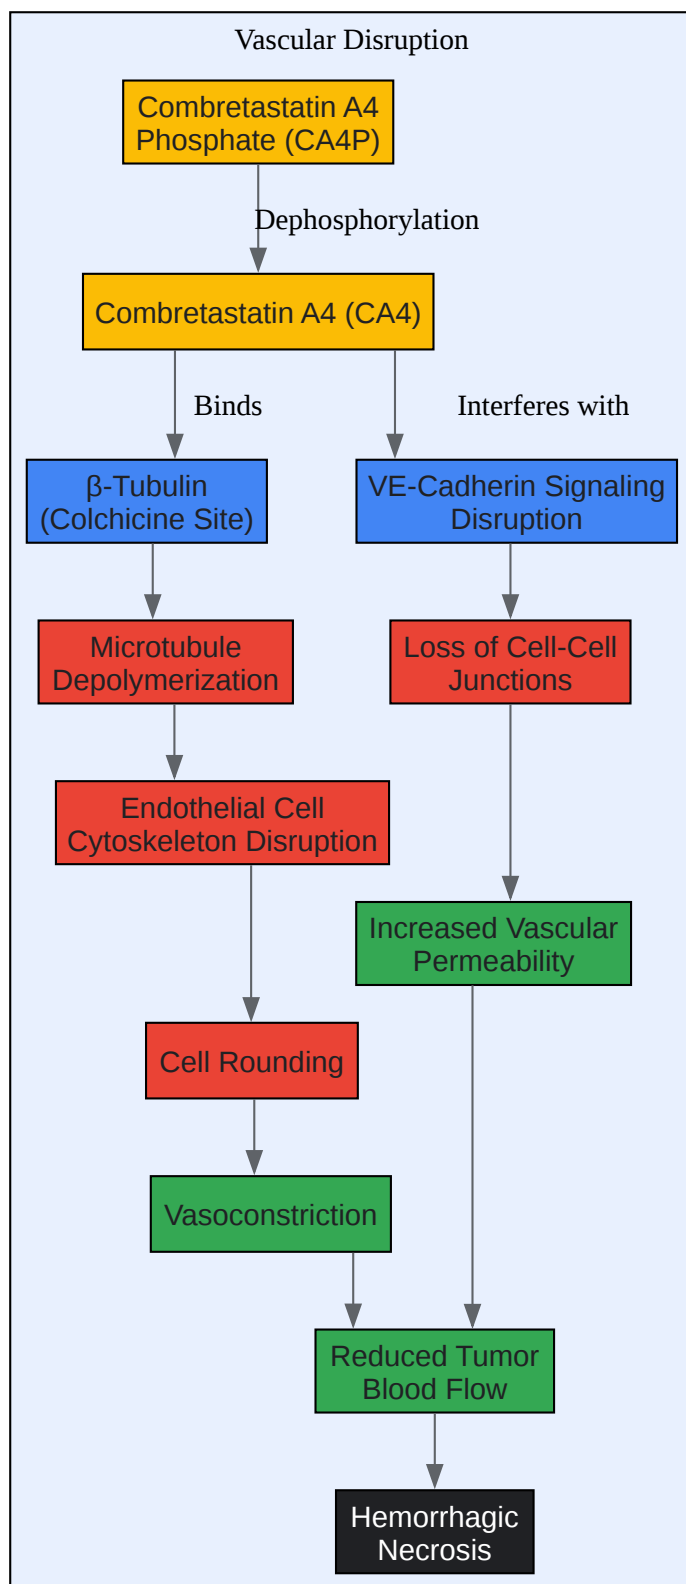 Vascular Disruption
Combretastatin A4
Phosphate (CA4P)
Dephosphorylation
Combretastatin A4 (CA4)
Binds
Interferes with
β-Tubulin
(Colchicine Site)
VE-Cadherin Signaling
Disruption
Microtubule
Depolymerization
Loss of Cell-Cell
Junctions
Endothelial Cell
Cytoskeleton Disruption
Increased Vascular
Permeability
Cell Rounding
Vasoconstriction
Reduced Tumor
Blood Flow
Hemorrhagic
Necrosis